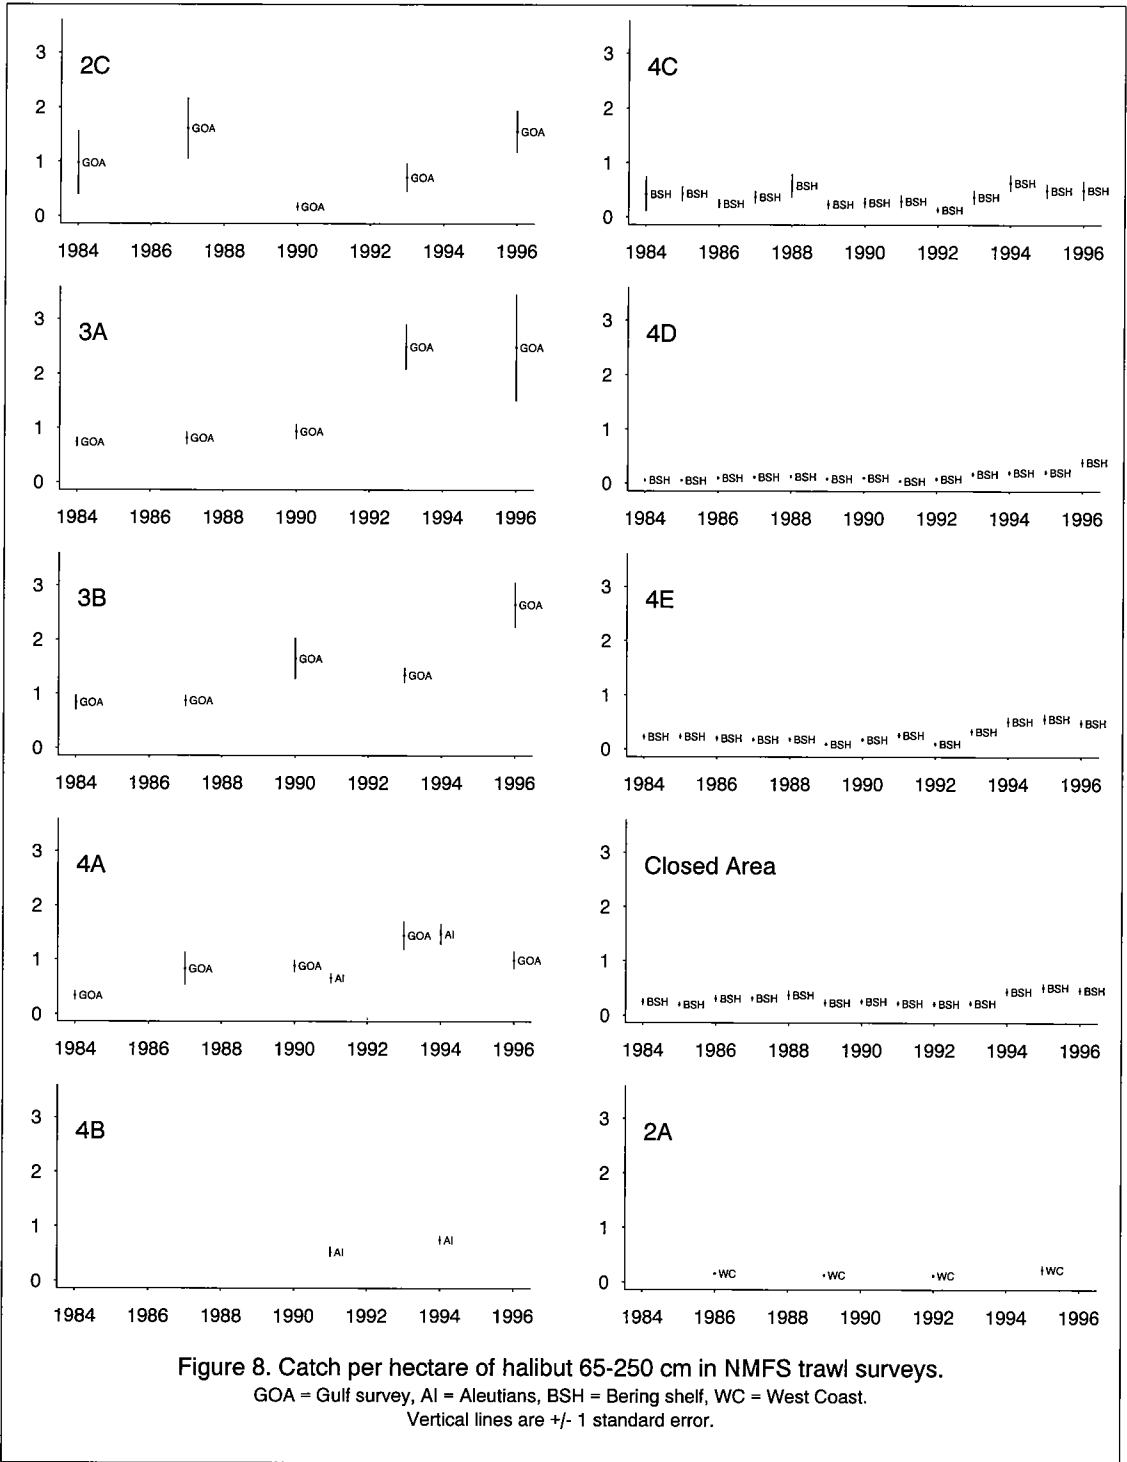 2C
3
2
1
0
GOA GOA GOA GOA GOA
1984 1986 1988 1990 1992 1994 1996
3A
3
2
1
0
GOA GOA GOA GOA GOA
1984 1986 1988 1990 1992 1994 1996
3B
3
2
1
0
GOA GOA GOA GOA GOA
1984 1986 1988 1990 1992 1994 1996
4A
3
2
1
0
GOA GOA GOA AI GOA AI GOA
1984 1986 1988 1990 1992 1994 1996
4B
3
2
1
0
AI AI
1984 1986 1988 1990 1992 1994 1996
4C
3
2
1
0
BSH BSH BSH BSH BSH BSH BSH BSH BSH BSH BSH BSH BSH
1984 1986 1988 1990 1992 1994 1996
4D
3
2
1
0
BSH BSH BSH BSH BSH BSH BSH BSH BSH BSH BSH BSH BSH
1984 1986 1988 1990 1992 1994 1996
4E
3
2
1
0
BSH BSH BSH BSH BSH BSH BSH BSH BSH BSH BSH BSH BSH
1984 1986 1988 1990 1992 1994 1996
Closed Area
3
2
1
0
BSH BSH BSH BSH BSH BSH BSH BSH BSH BSH BSH BSH BSH
1984 1986 1988 1990 1992 1994 1996
2A
3
2
1
0
WC WC WC WC
1984 1986 1988 1990 1992 1994 1996
Figure 8. Catch per hectare of halibut 65-250 cm in NMFS trawl surveys.
GOA = Gulf survey, AI = Aleutians, BSH = Bering shelf, WC = West Coast.
Vertical lines are +/- 1 standard error.